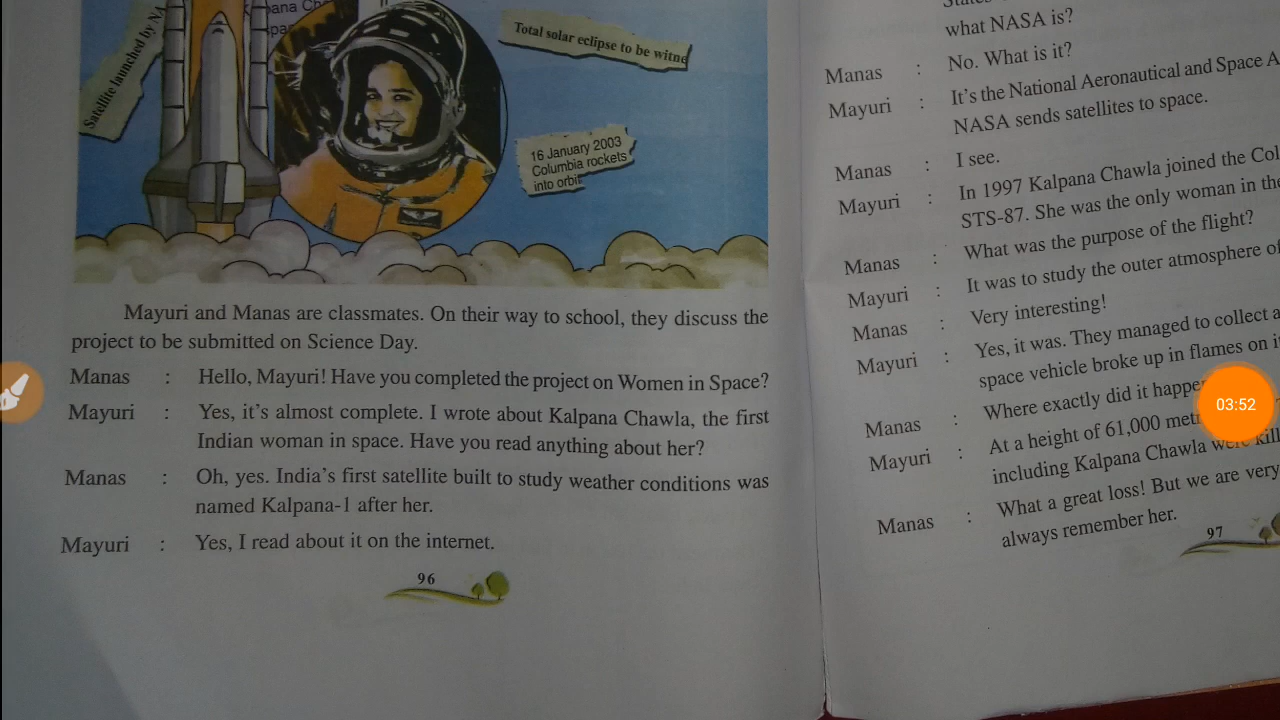 Satellite launched by NA
pana Cha
spa
Total solar eclipse to be witne
16 January 2003
Columbia rockets
into orbit
Mayuri and Manas are classmates. On their way to school, they discuss the
project to be submitted on Science Day.
Manas : Hello, Mayuri! Have you completed the project on Women in Space?
Mayuri : Yes, it's almost complete. I wrote about Kalpana Chawla, the first
Indian woman in space. Have you read anything about her?
Manas : Oh, yes. India's first satellite built to study weather conditions was
named Kalpana-1 after her.
Mayuri : Yes, I read about it on the internet.
96
what NASA is?
Manas : No. What is it?
Mayuri : It's the National Aeronautical and Space A
NASA sends satellites to space.
Manas : I see.
Mayuri : In 1997 Kalpana Chawla joined the Col
STS-87. She was the only woman in the
Manas : What was the purpose of the flight?
Mayuri : It was to study the outer atmosphere of
Manas : Very interesting!
Mayuri : Yes, it was. They managed to collect a
space vehicle broke up in flames on i
Manas : Where exactly did it happe
Mayuri : At a height of 61,000 met
including Kalpana Chawla were kill
Manas : What a great loss! But we are very
always remember her.
97
03:52